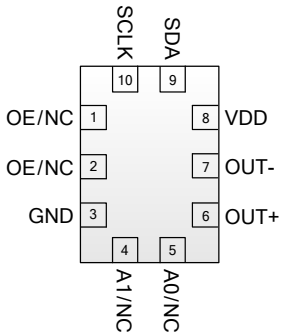 SCLK
SDA
10
9
OE/NC 1
8 VDD
OE/NC 2
7 OUT-
GND 3
6 OUT+
4
5
A1/NC
A0/NC